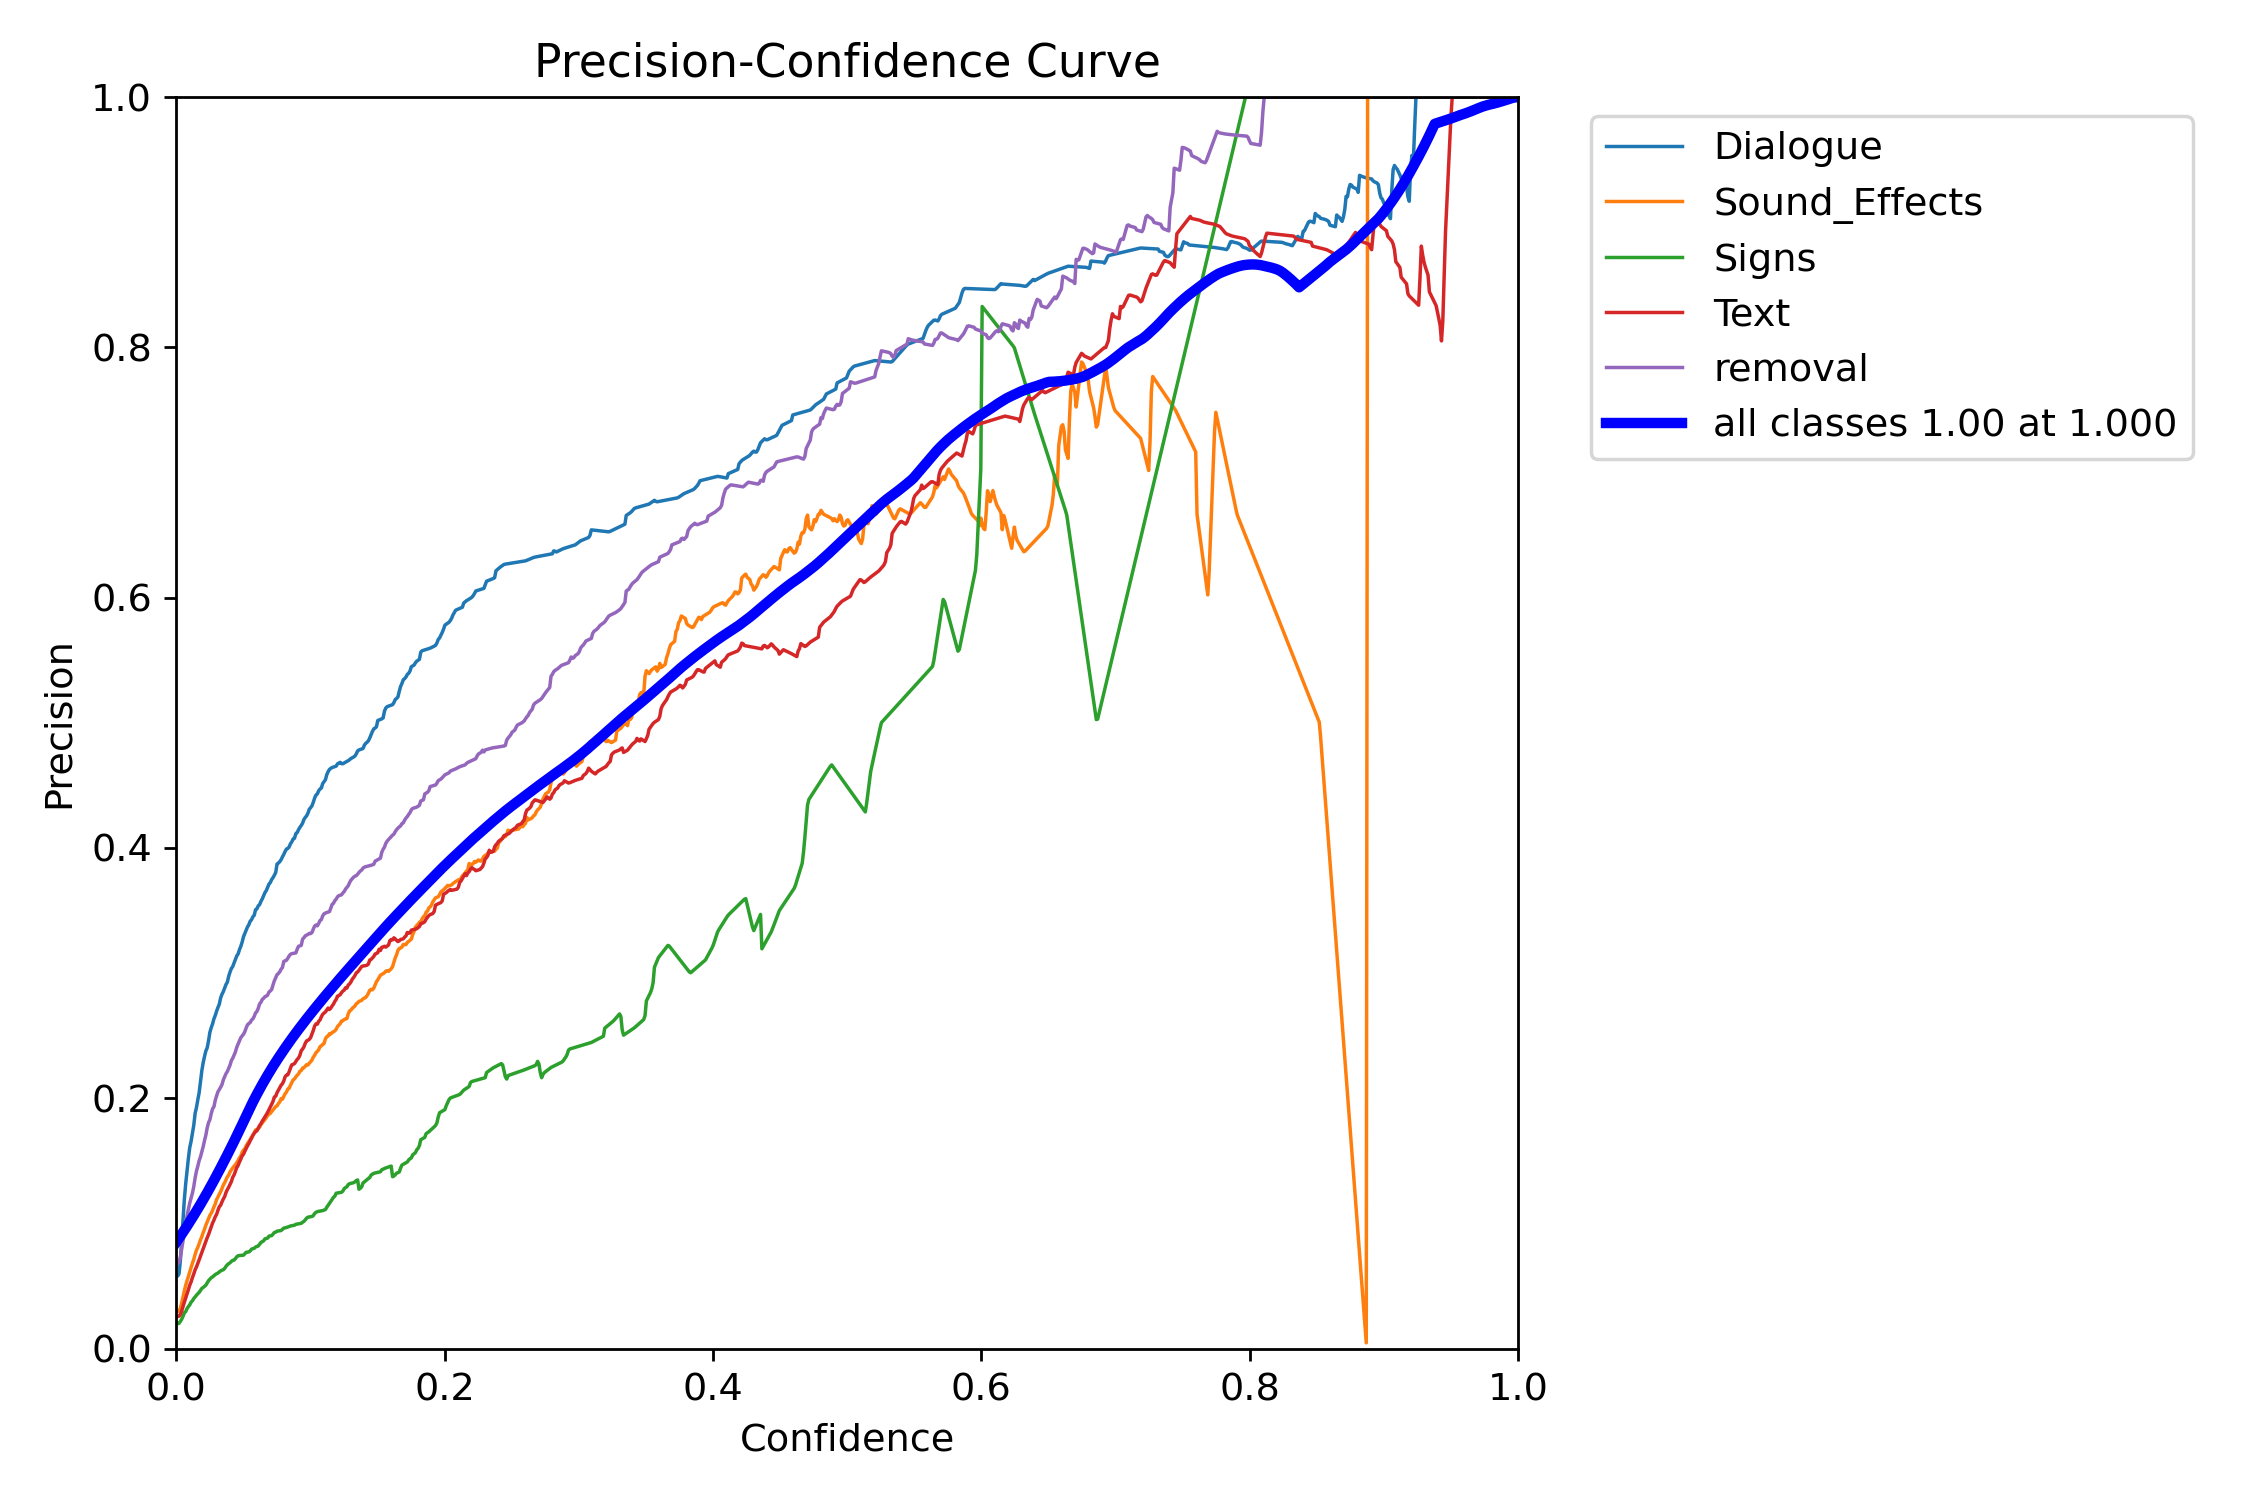 Precision-Confidence Curve
1.0
0.8
0.6
0.4
0.2
0.0
Precision
0.0 0.2 0.4 0.6 0.8 1.0
Confidence
Dialogue
Sound_Effects
Signs
Text
removal
all classes 1.00 at 1.000